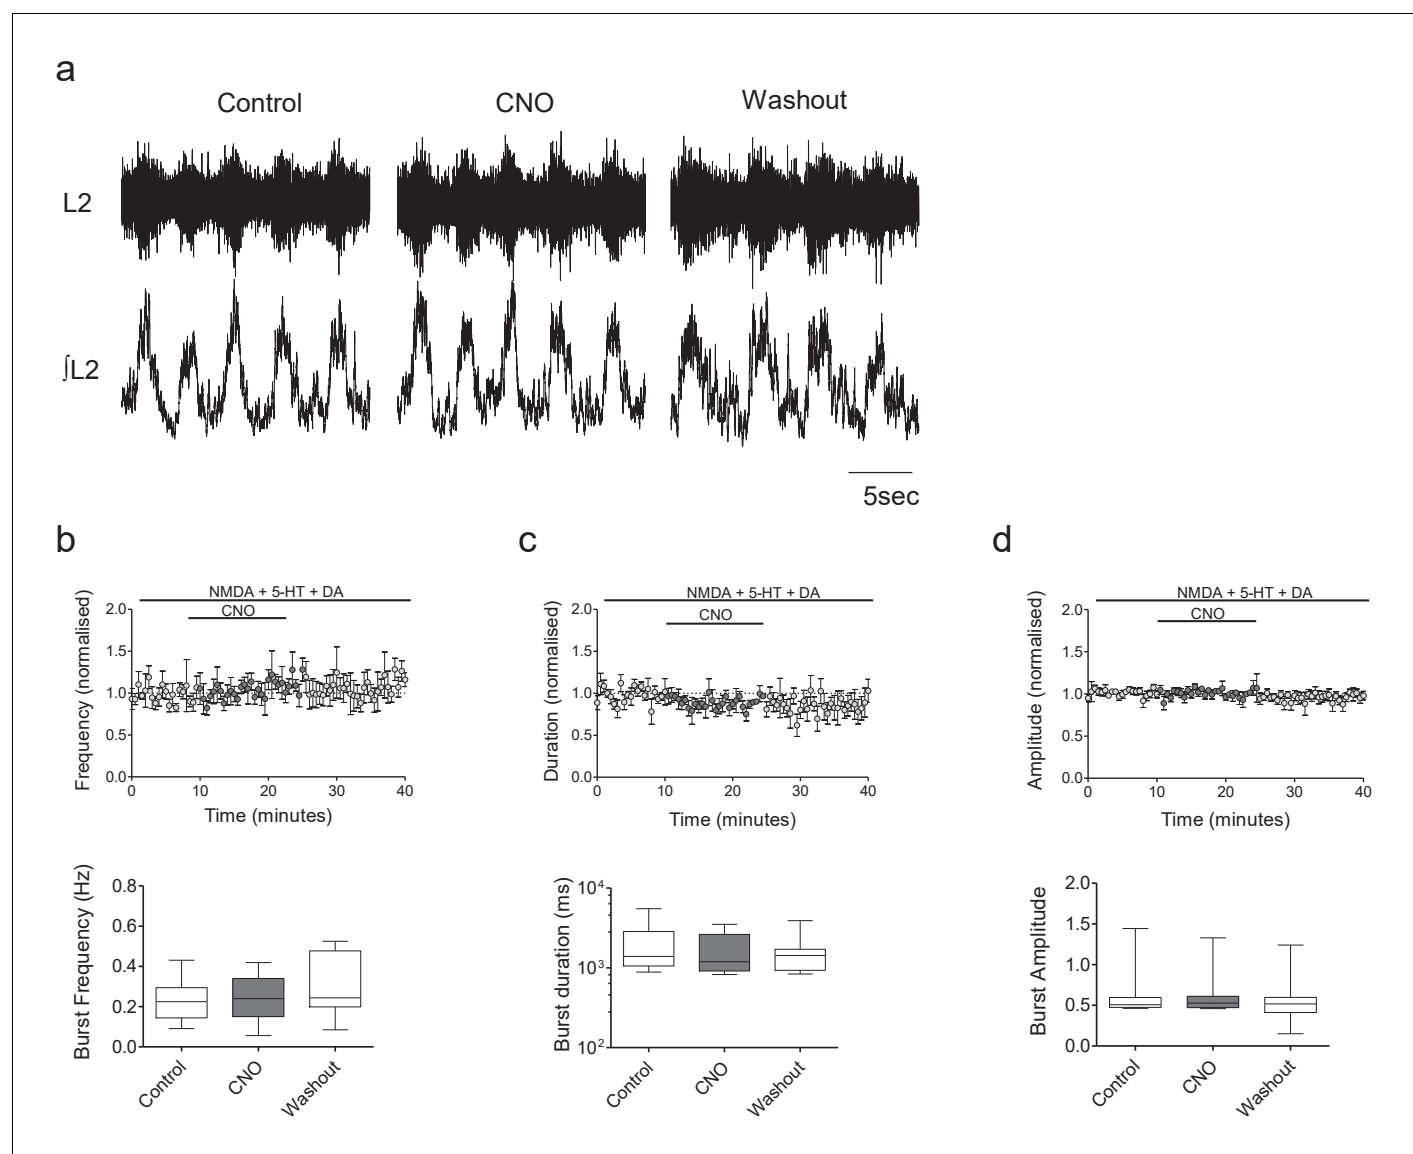 a
Control CNO Washout
L2
∫L2
5sec
b c d
NMDA + 5-HT + DA
CNO
Frequency (normalised)
2.0
1.5
1.0
0.5
0.0
0 10 20 30 40
Time (minutes)
NMDA + 5-HT + DA
CNO
Duration (normalised)
2.0
1.5
1.0
0.5
0.0
0 10 20 30 40
Time (minutes)
NMDA + 5-HT + DA
CNO
Amplitude (normalised)
2.0
1.5
1.0
0.5
0.0
0 10 20 30 40
Time (minutes)
Burst Frequency (Hz)
0.8
0.6
0.4
0.2
0.0
Control CNO Washout
Burst duration (ms)
10⁴
10³
10²
Control CNO Washout
Burst Amplitude
2.0
1.5
1.0
0.5
0.0
Control CNO Washout